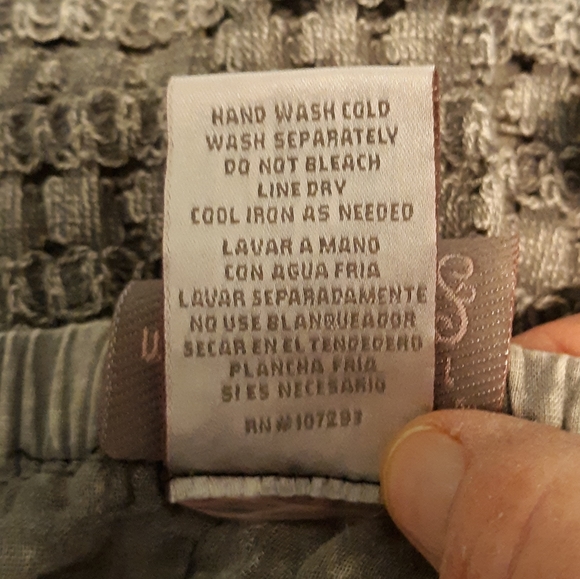 HAND WASH COLD
WASH SEPARATELY
DO NOT BLEACH
LINE DRY
COOL IRON AS NEEDED
LAVAR A MANO
CON AGUA FRIA
LAVAR SEPARADAMENTE
NO USE BLANQUEADOR
SECAR EN EL TENDEDERO
PLANCHA FRIA
SI ES NECESARIO
RN#107293